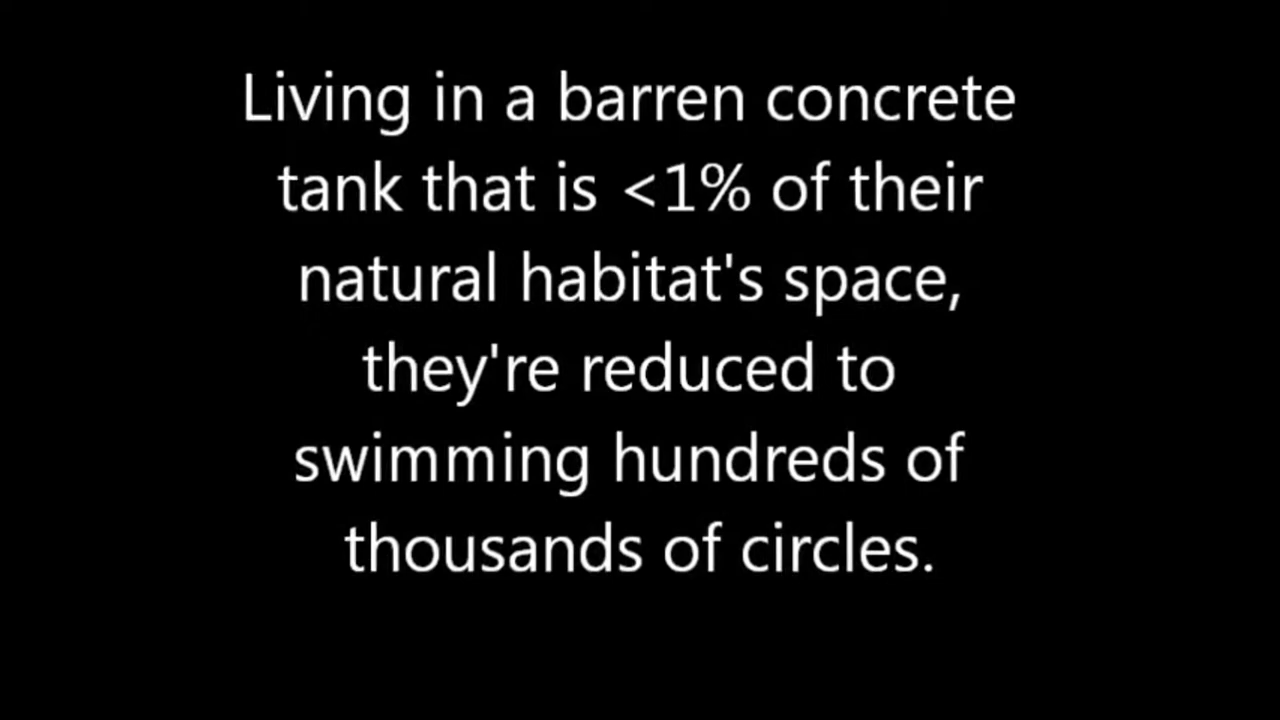 Living in a barren concrete
tank that is <1% of their
natural habitat's space,
they're reduced to
swimming hundreds of
thousands of circles.